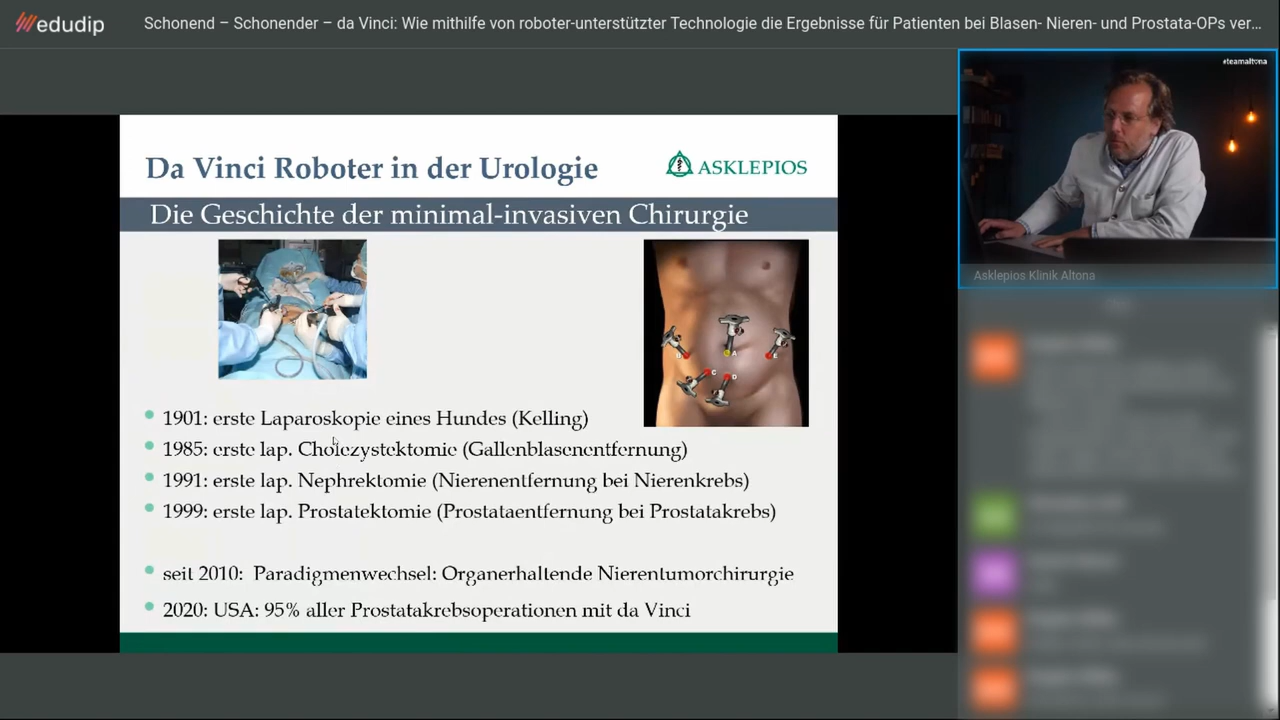 edudip
Schonend – Schonender – da Vinci: Wie mithilfe von roboter-unterstützter Technologie die Ergebnisse für Patienten bei Blasen- Nieren- und Prostata-OPs ver...
#teamaltona
Da Vinci Roboter in der Urologie
ASKLEPIOS
Die Geschichte der minimal-invasiven Chirurgie
A
B
C
D
E
1901: erste Laparoskopie eines Hundes (Kelling)
1985: erste lap. Cholezystektomie (Gallenblasenentfernung)
1991: erste lap. Nephrektomie (Nierenentfernung bei Nierenkrebs)
1999: erste lap. Prostatektomie (Prostataentfernung bei Prostatakrebs)
seit 2010: Paradigmenwechsel: Organerhaltende Nierentumorchirurgie
2020: USA: 95% aller Prostatakrebsoperationen mit da Vinci
Asklepios Klinik Altona